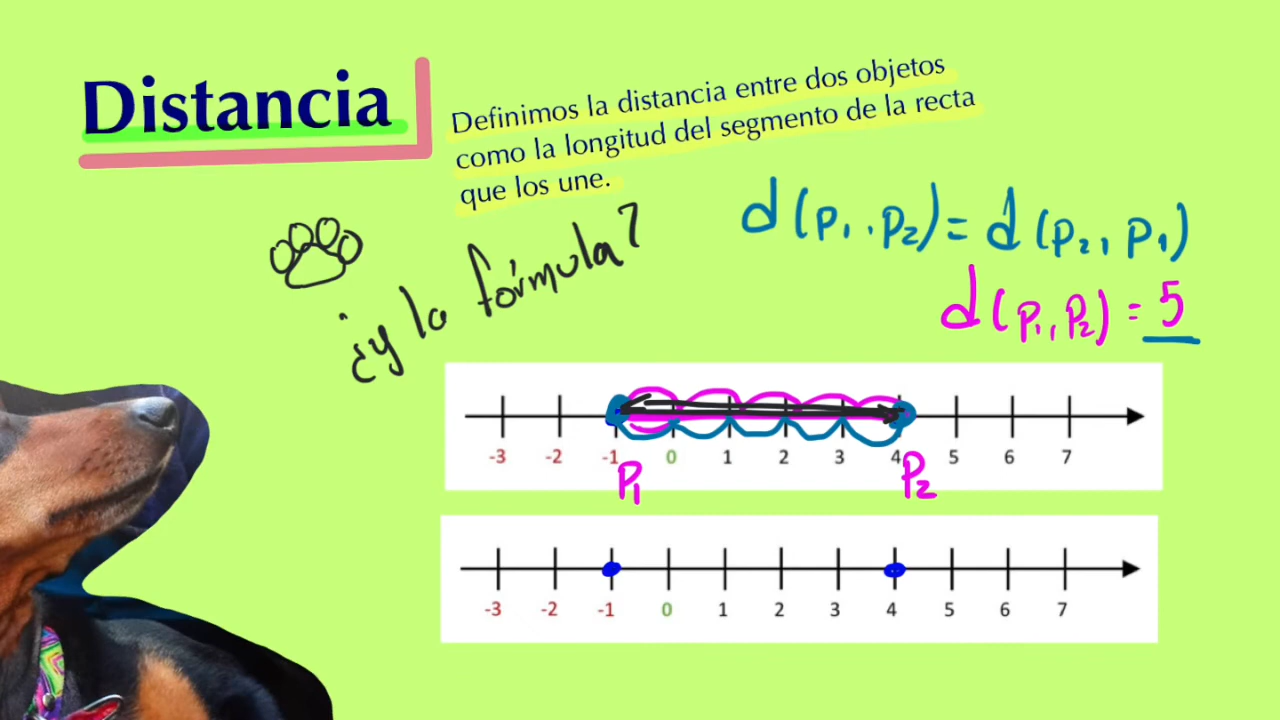 Distancia
Definimos la distancia entre dos objetos
como la longitud del segmento de la recta
que los une.
¿y la fórmula?
d(p₁,p₂)=d(p₂,p₁)
d(p₁,p₂)=5
-3 -2 -1 0 1 2 3 4 5 6 7
P₁ P₂
-3 -2 -1 0 1 2 3 4 5 6 7